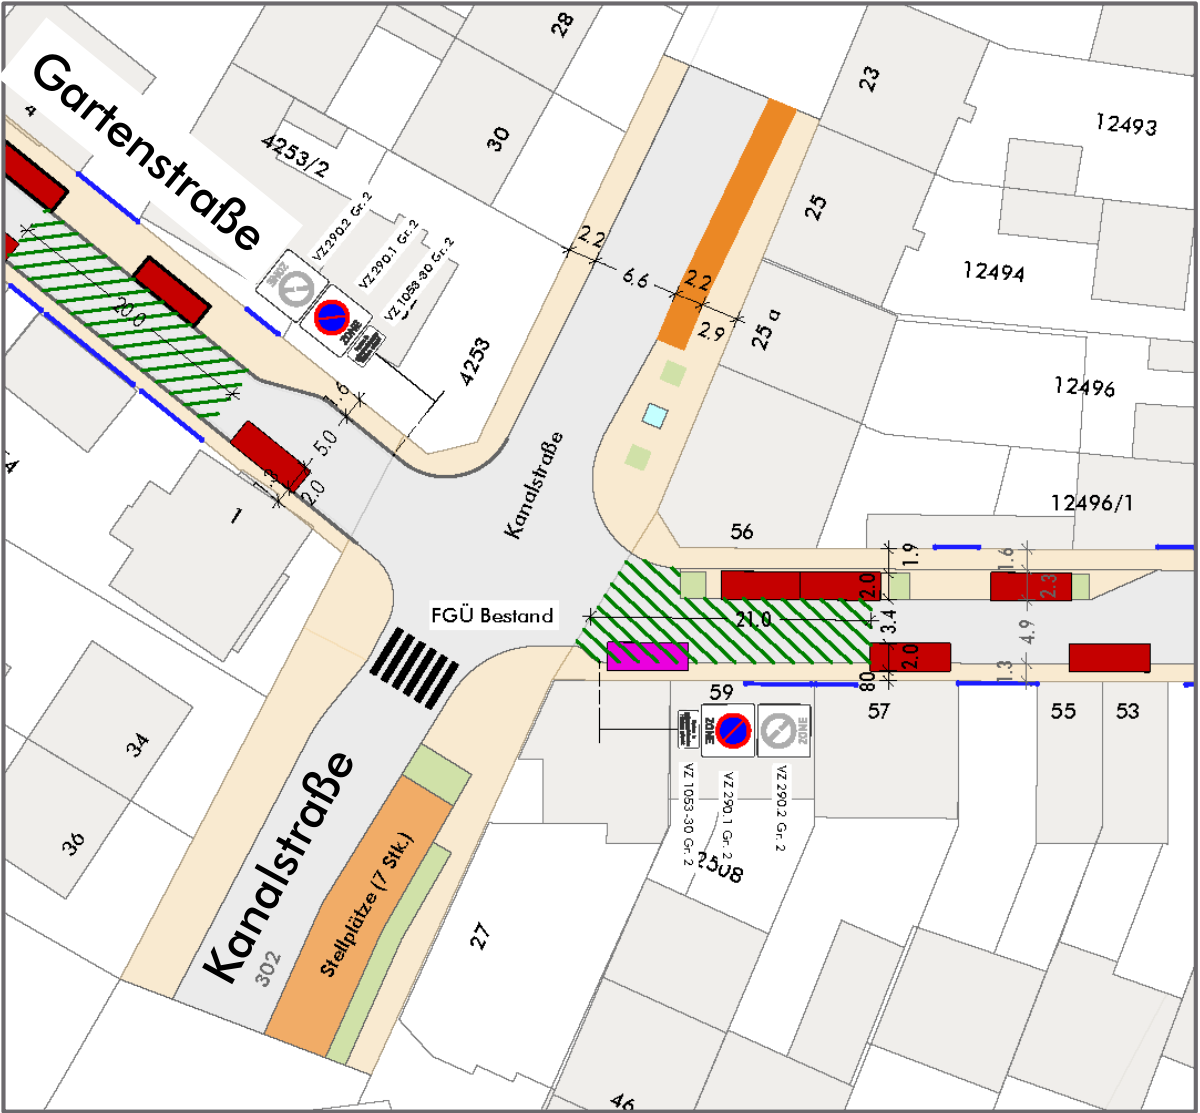 28
23
Gartenstraße
4
12493
30
4253/2
25
VZ 290.2 Gr. 2
VZ 290.1 Gr. 2
VZ 1053-30 Gr. 2
2.2
6.6
2.2
2.9
12494
ZONE
ZONE
20.0
25 a
4253
12496
1.6
5.0
2.0
Kanalstraße
12496/1
1
56
1.9
1.6
2.0
2.3
FGÜ Bestand
21.0
3.4
4.9
2.0
1.3
80
59
57
55
53
ZONE
ZONE
34
VZ 1053-30 Gr. 2
VZ 290.1 Gr. 2
VZ 290.2 Gr. 2
36
Kanalstraße
302
Stellplätze (7 Stk.)
2508
27
46